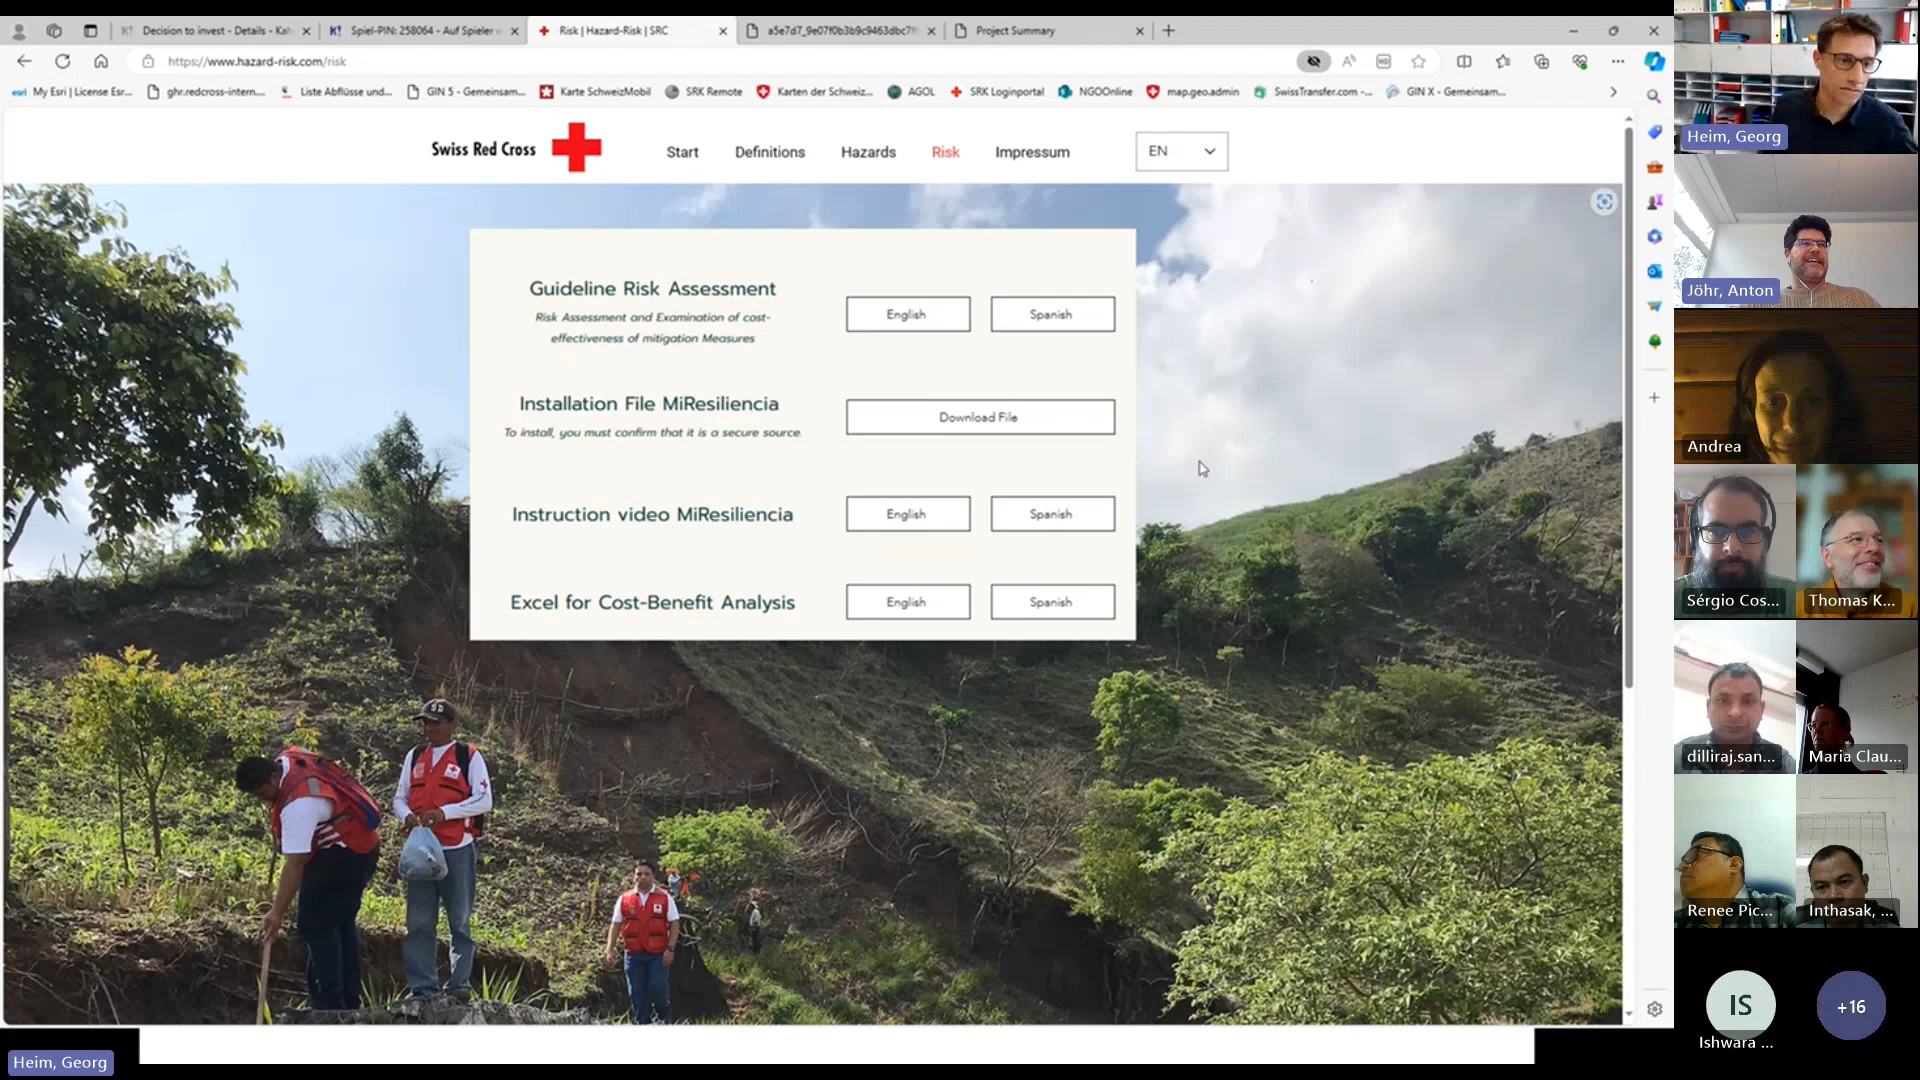 Decision to invest - Details - Kah
Spiel-PIN: 258064 - Auf Spieler w
Risk | Hazard-Risk | SRC
Project Summary
https://www.hazard-risk.com/risk
esri My Esri | License Esr...
ghr.redcross-intern...
Liste Abflüsse und...
GIN 5 - Gemeinsam...
Karte SchweizMobil
SRK Remote
Karten der Schweiz...
AGOL
SRK Loginportal
NGOOnline
map.geo.admin
SwissTransfer.com -...
GIN X - Gemeinsam...
Swiss Red Cross
Start
Definitions
Hazards
Risk
Impressum
EN
Guideline Risk Assessment
Risk Assessment and Examination of cost-
effectiveness of mitigation Measures
English
Spanish
Installation File MiResiliencia
To install, you must confirm that it is a secure source.
Download File
Instruction video MiResiliencia
English
Spanish
Excel for Cost-Benefit Analysis
English
Spanish
Heim, Georg
Jöhr, Anton
Andrea
Sérgio Cos...
Thomas K...
dilliraj.san...
Maria Clau...
Renee Pic...
Inthasak, ...
IS
Ishwara ...
+16
Heim, Georg